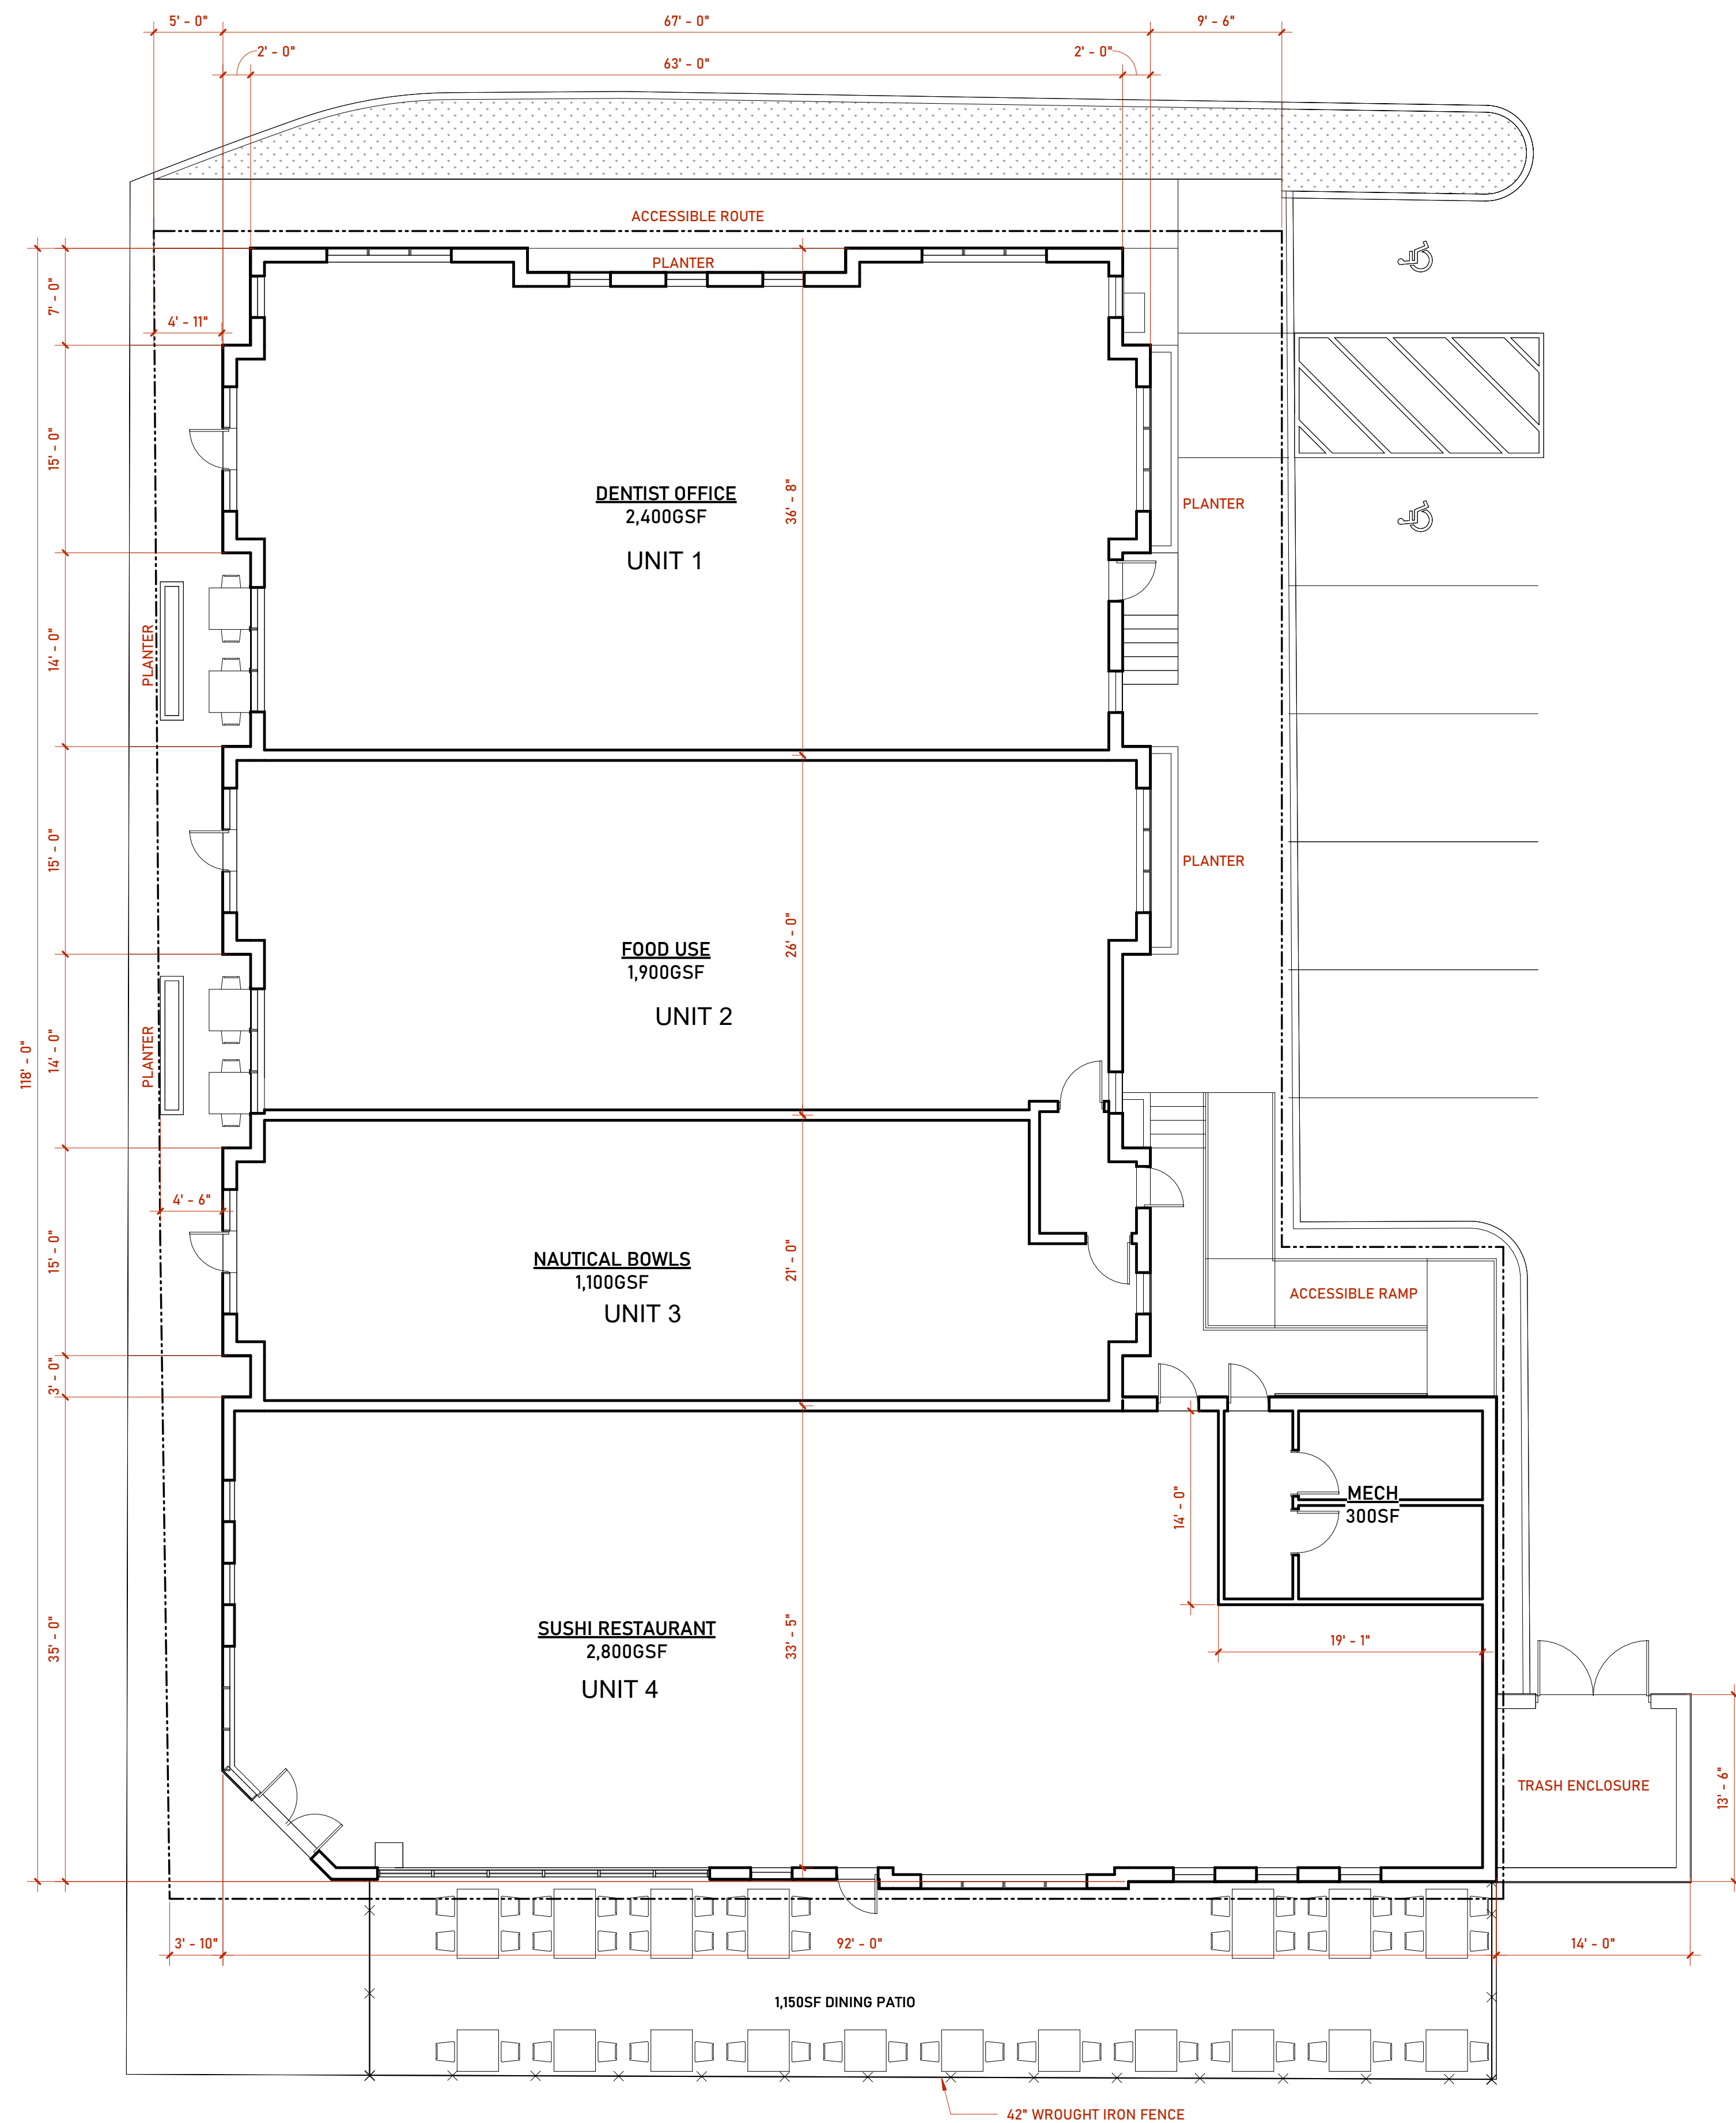 5' - 0"
67' - 0"
9' - 6"
2' - 0"
63' - 0"
2' - 0"
ACCESSIBLE ROUTE
PLANTER
7' - 0"
4' - 11"
15' - 0"
DENTIST OFFICE
2,400GSF
UNIT 1
36' - 8"
PLANTER
14' - 0"
PLANTER
15' - 0"
PLANTER
FOOD USE
1,900GSF
UNIT 2
26' - 0"
118' - 0"
14' - 0"
PLANTER
4' - 6"
15' - 0"
NAUTICAL BOWLS
1,100GSF
UNIT 3
21' - 0"
ACCESSIBLE RAMP
3' - 0"
14' - 0"
MECH
300SF
35' - 0"
SUSHI RESTAURANT
2,800GSF
UNIT 4
33' - 5"
19' - 1"
TRASH ENCLOSURE
13' - 6"
3' - 10"
92' - 0"
14' - 0"
1,150SF DINING PATIO
42" WROUGHT IRON FENCE